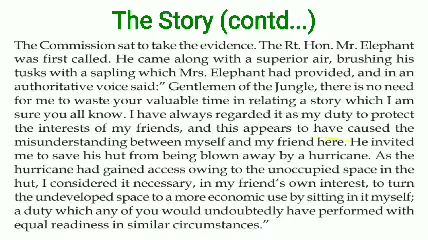 The Story (contd...)
The Commission sat to take the evidence. The Rt. Hon. Mr. Elephant
was first called. He came along with a superior air, brushing his
tusks with a sapling which Mrs. Elephant had provided, and in an
authoritative voice said:” Gentlemen of the Jungle, there is no need
for me to waste your valuable time in relating a story which I am
sure you all know. I have always regarded it as my duty to protect
the interests of my friends, and this appears to have caused the
misunderstanding between myself and my friend here. He invited
me to save his hut from being blown away by a hurricane. As the
hurricane had gained access owing to the unoccupied space in the
hut, I considered it necessary, in my friend’s own interest, to turn
the undeveloped space to a more economic use by sitting in it myself;
a duty which any of you would undoubtedly have performed with
equal readiness in similar circumstances.”